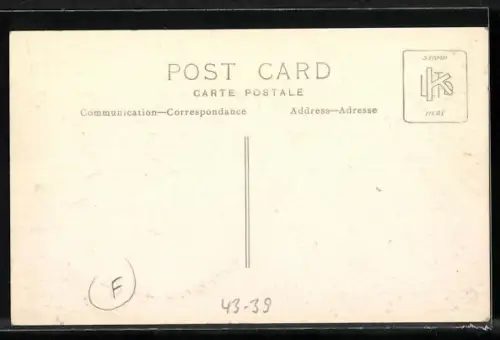 POST CARD
CARTE POSTALE
Communication—Correspondance
Address—Adresse
STAMP
HERE
F
43-39